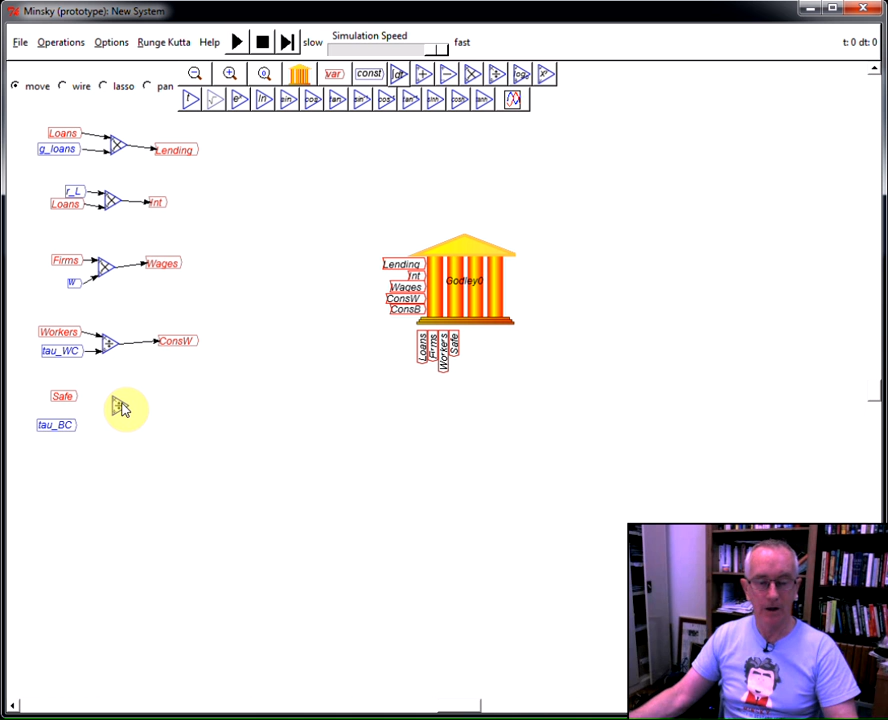 Minsky (prototype): New System
File Operations Options Runge Kutta Help slow Simulation Speed fast t: 0 dt: 0
move wire lasso pan
var const
Loans
g_loans
Lending
r_L
Loans
Int
Firms
w
Wages
Workers
tau_WC
ConsW
Safe
tau_BC
Lending
Int
Wages
ConsW
ConsB
Godley0
Loans
Firms
Workers
Safe